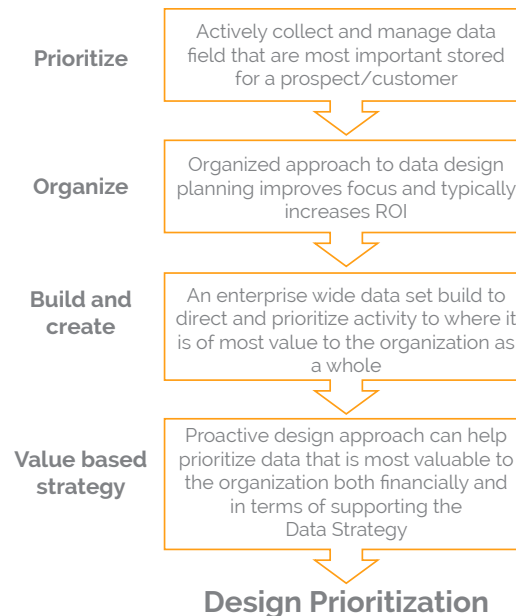 Prioritize
Actively collect and manage data
field that are most important stored
for a prospect/customer
Organize
Organized approach to data design
planning improves focus and typically
increases ROI
Build and
create
An enterprise wide data set build to
direct and prioritize activity to where it
is of most value to the organization as
a whole
Value based
strategy
Proactive design approach can help
prioritize data that is most valuable to
the organization both financially and
in terms of supporting the
Data Strategy
Design Prioritization